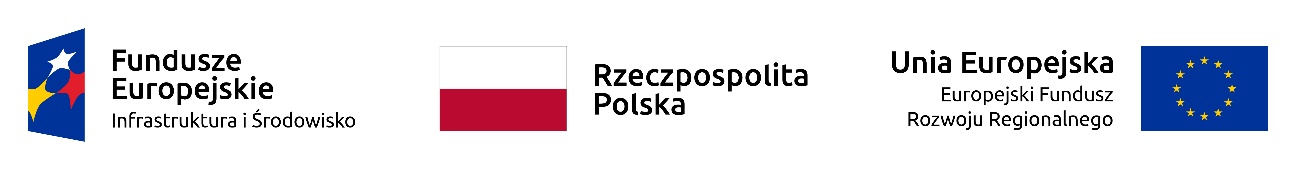 Fundusze
Europejskie
Infrastruktura i Środowisko
Rzeczpospolita
Polska
Unia Europejska
Europejski Fundusz
Rozwoju Regionalnego